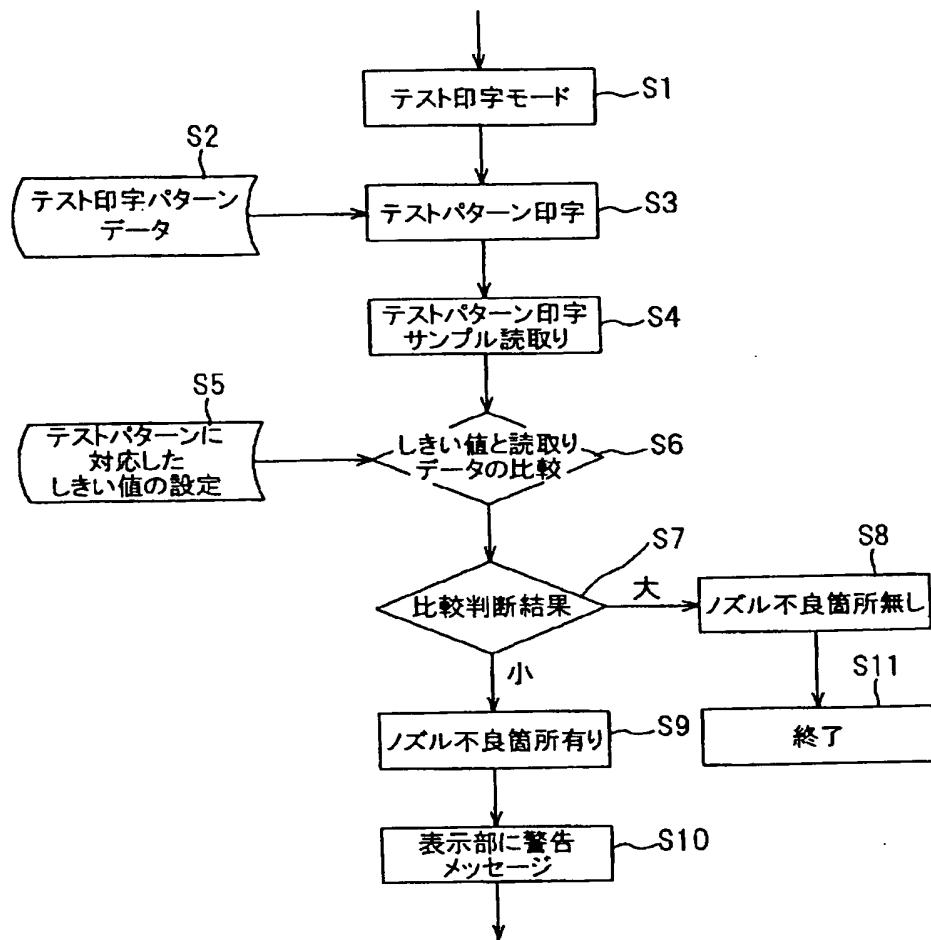 テスト印字モード
S1
S2
テスト印字パターン
データ
テストパターン印字
S3
テストパターン印字
サンプル読取り
S4
S5
テストパターンに
対応した
しきい値の設定
しきい値と読取り
データの比較
S6
S7
比較判断結果
大
S8
ノズル不良箇所無し
小
S11
終了
ノズル不良箇所有り
S9
表示部に警告
メッセージ
S10